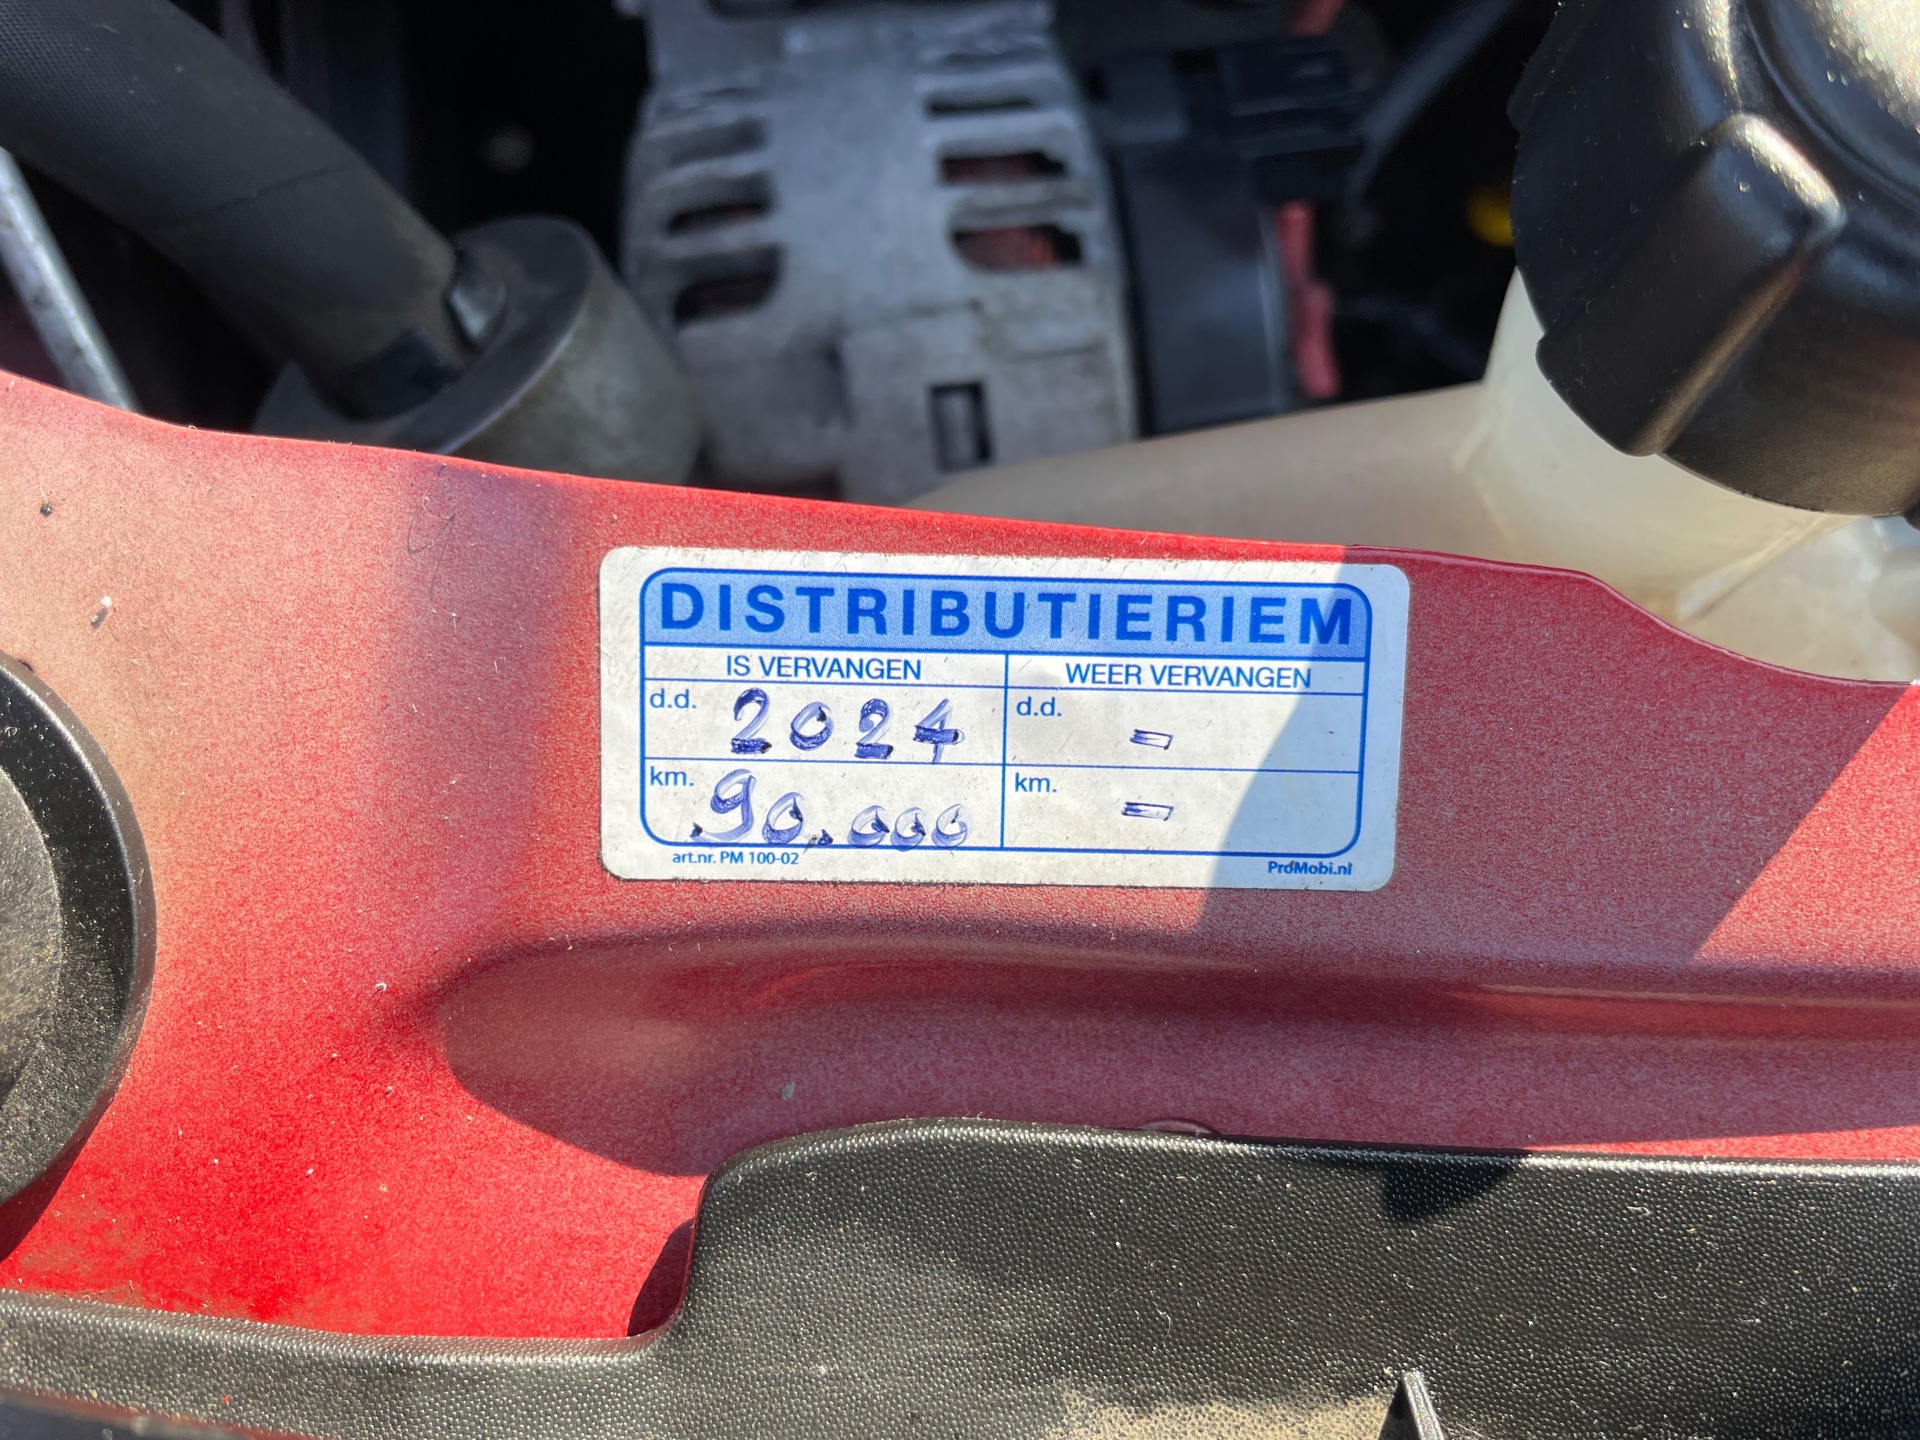 DISTRIBUTIERIEM
IS VERVANGEN WEER VERVANGEN
d.d. 2024 d.d. -
km. 90.000 km. -
art.nr. PM 100-02 ProMobi.nl